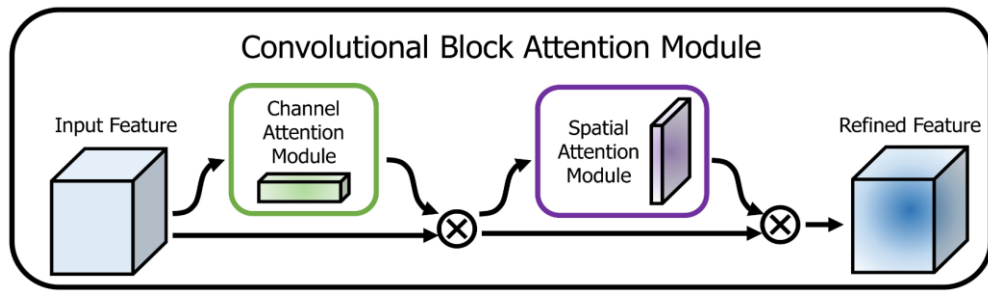 Convolutional Block Attention Module
Input Feature
Channel
Attention
Module
Spatial
Attention
Module
Refined Feature